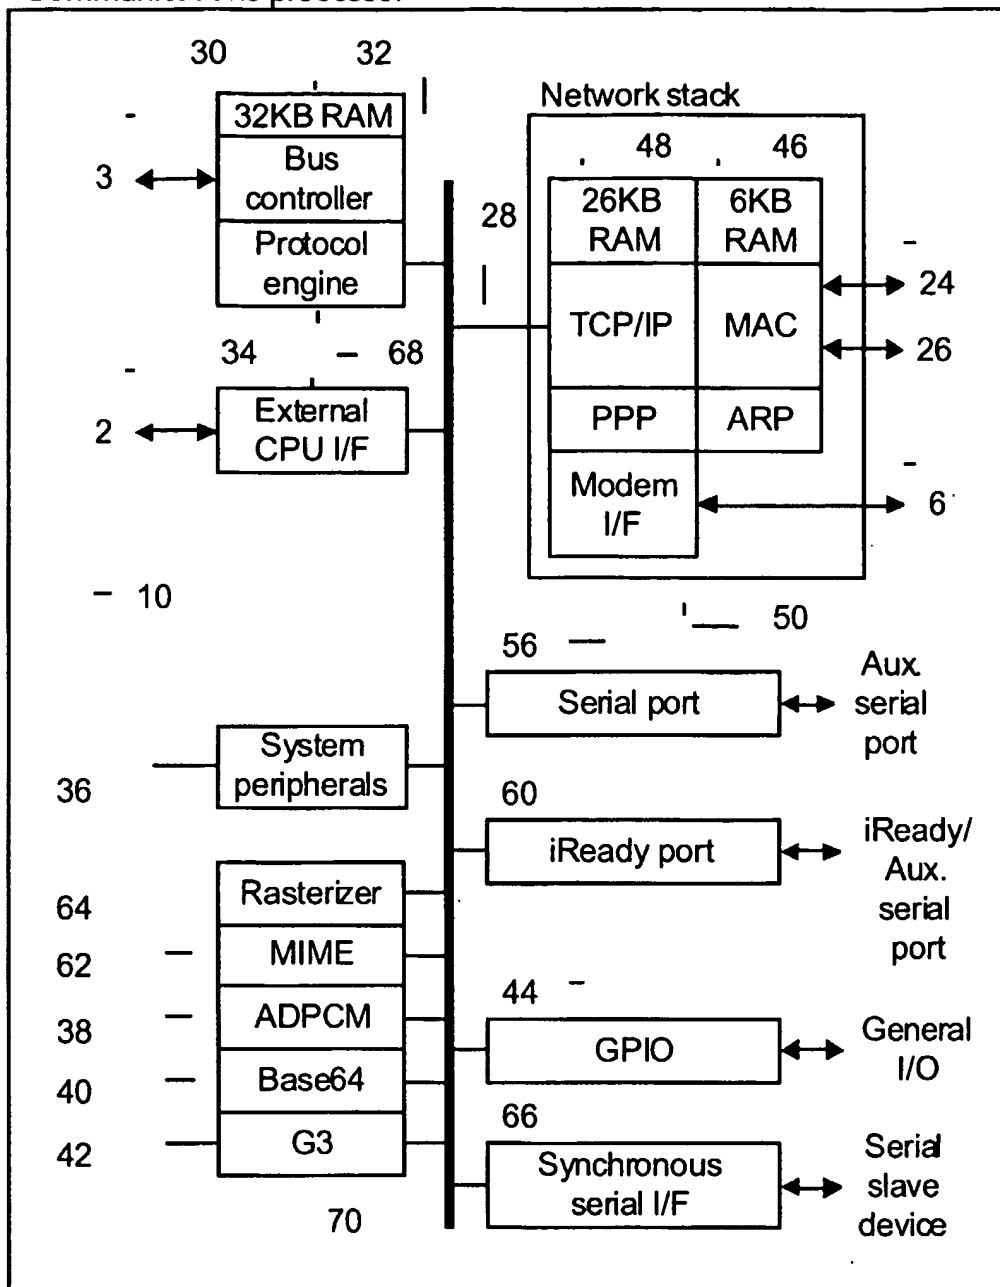 30 32
32KB RAM
Bus
controller
Protocol
engine
3
34 68
External
CPU I/F
2
10
System
peripherals
36
Rasterizer
64
MIME
62
ADPCM
38
Base64
40
G3
42
70
Network stack
48 46
26KB
RAM
6KB
RAM
28
TCP/IP
MAC
24
26
PPP
ARP
Modem
I/F
6
50
56
Serial port
Aux.
serial
port
60
iReady port
iReady/
Aux.
serial
port
44
GPIO
General
I/O
66
Synchronous
serial I/F
Serial
slave
device